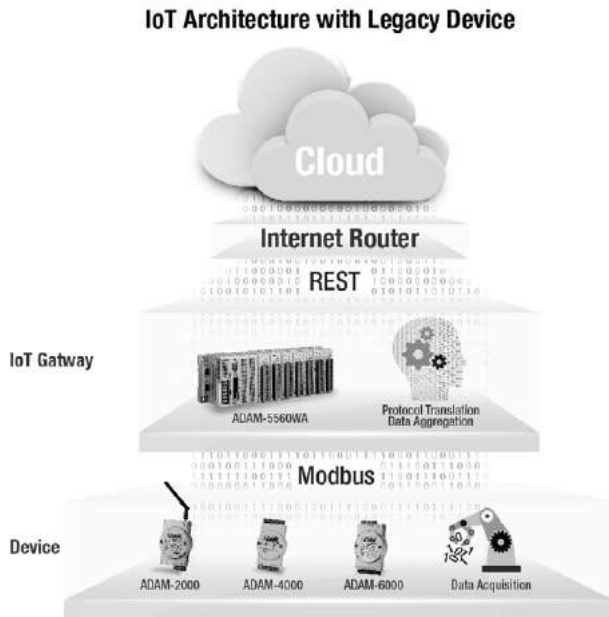 IoT Architecture with Legacy Device
Cloud
Internet Router
REST
IoT Gatway
ADAM-5560WA
Protocol Translation
Data Aggregation
Modbus
Device
ADAM-2000
ADAM-4000
ADAM-6000
Data Acquisition